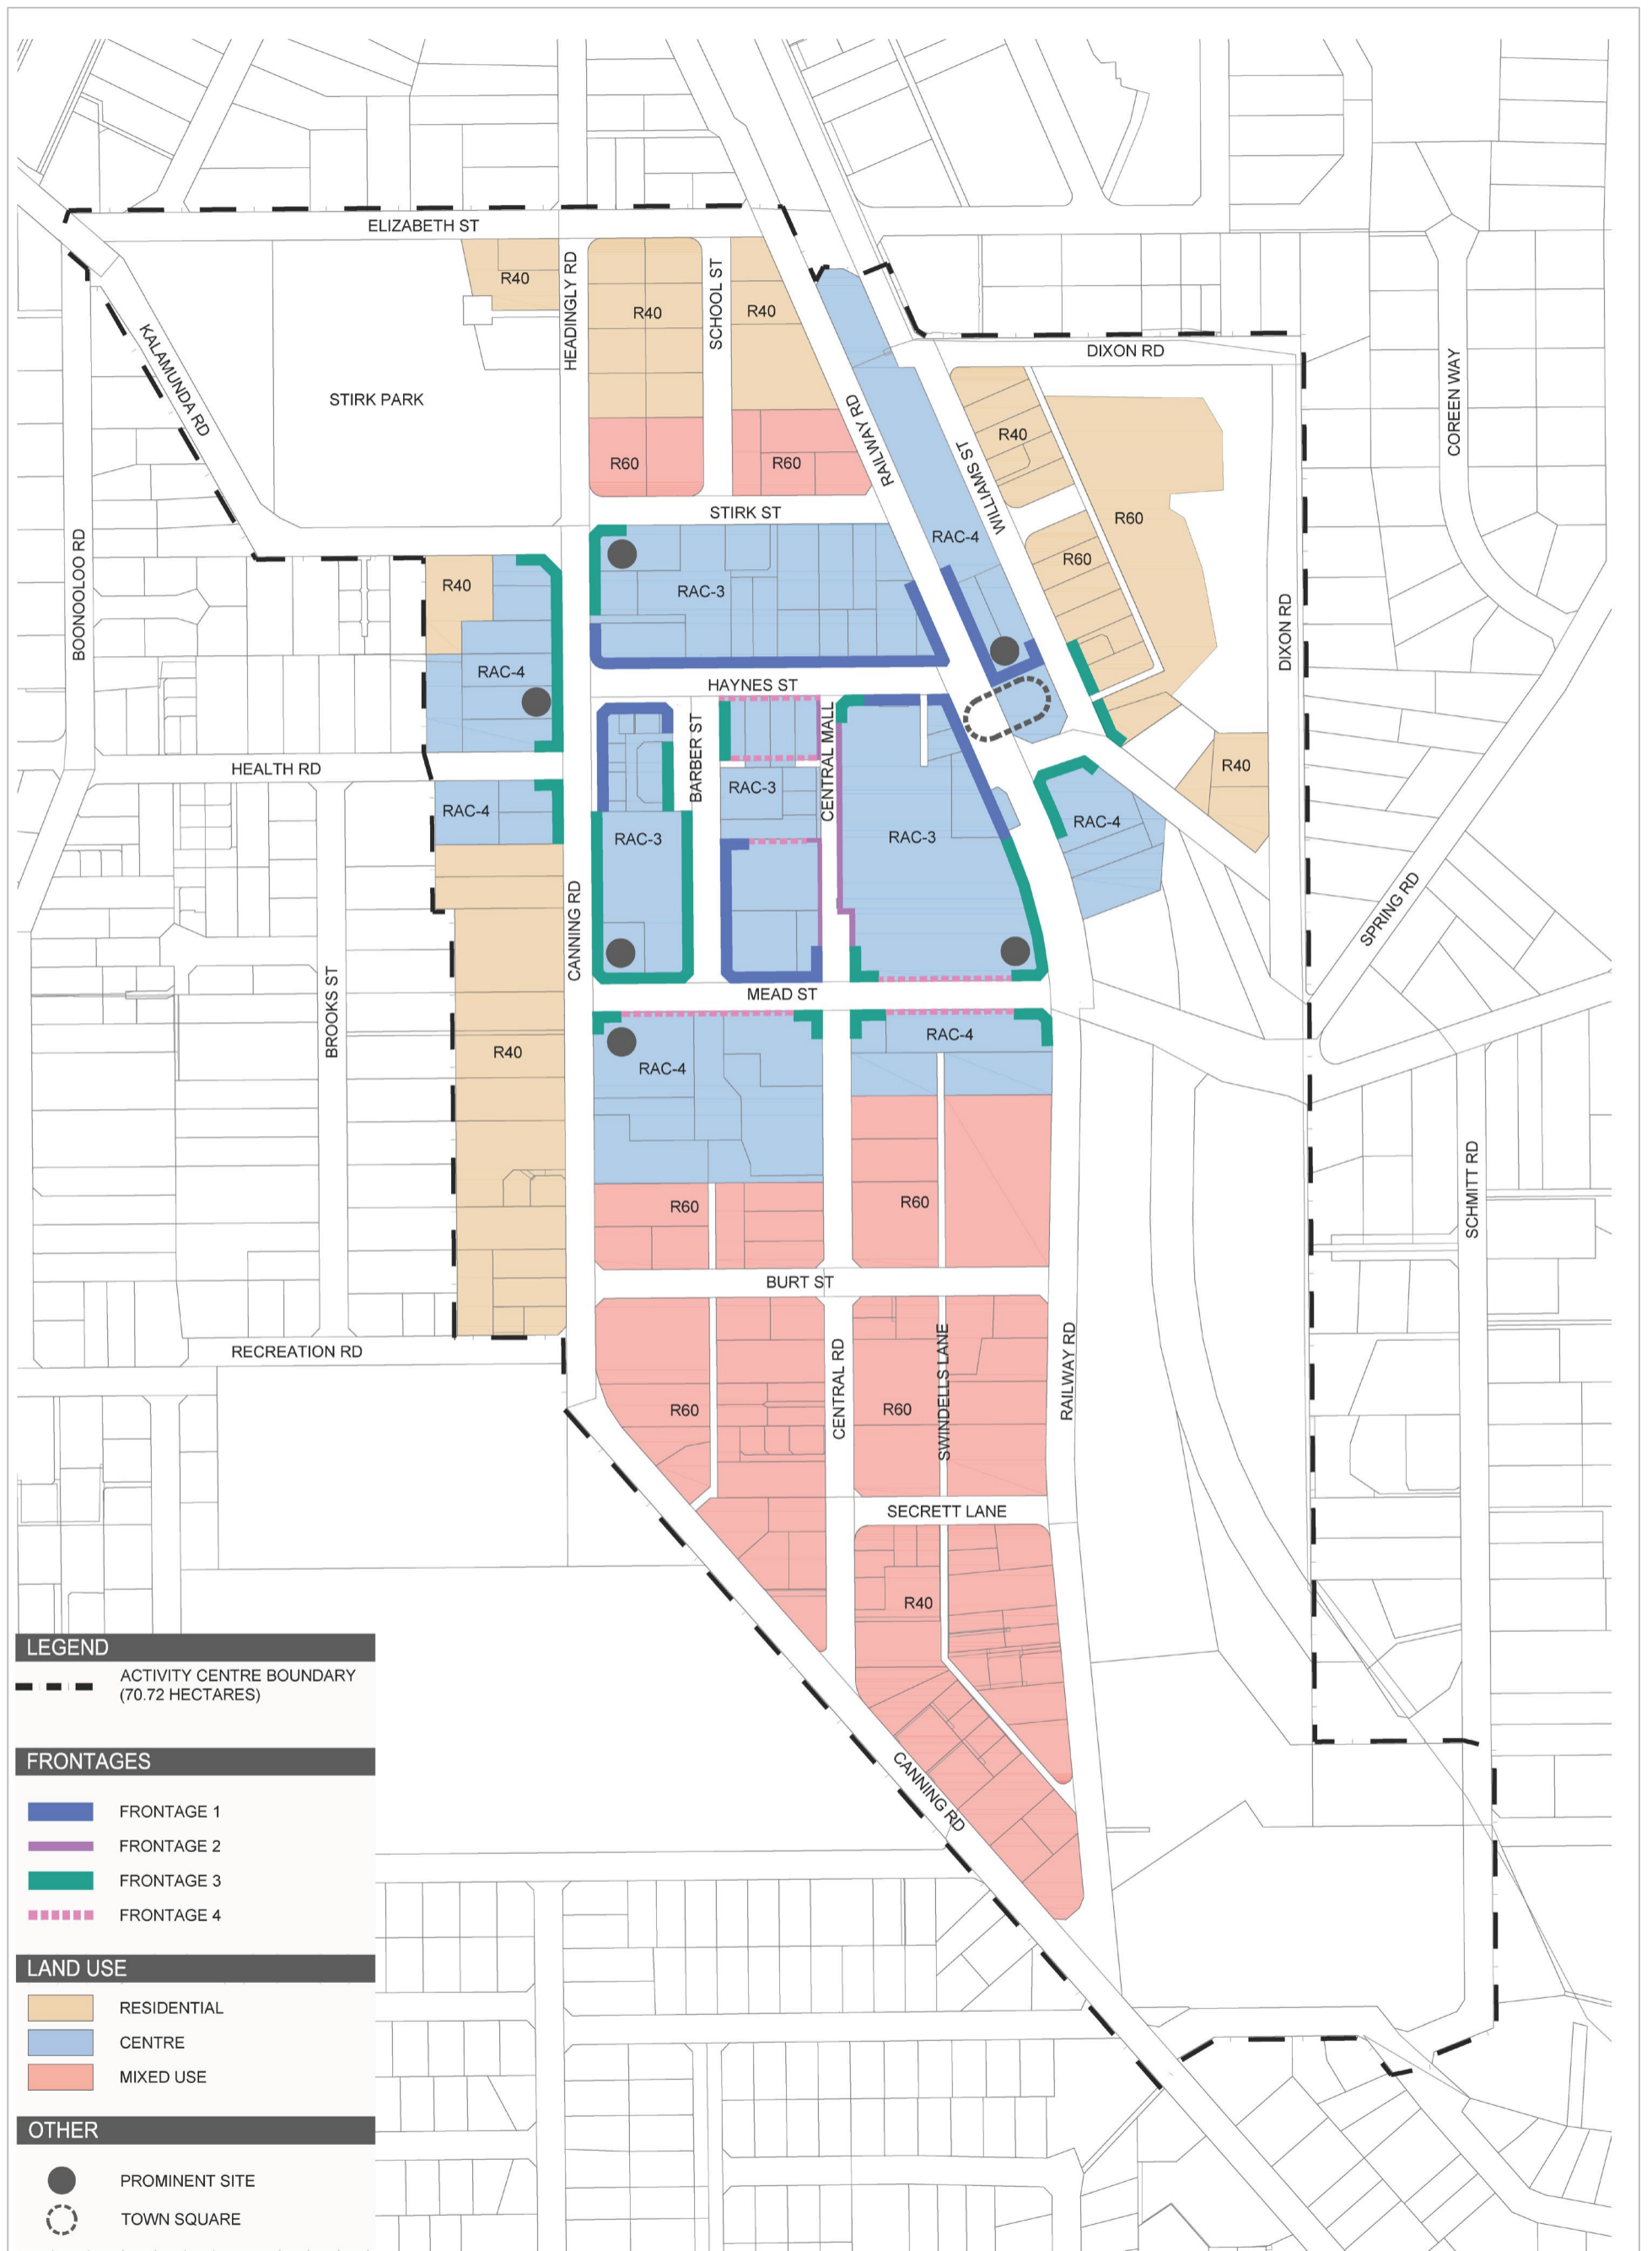 ELIZABETH ST
R40
HEADINGLY RD
R40
SCHOOL ST
R40
KALAMUNDA RD
STIRK PARK
DIXON RD
COREEN WAY
RAILWAY RD
R40
R60
R60
WILLIAMS ST
R60
STIRK ST
RAC-4
R60
BOONOOLOO RD
R40
RAC-3
DIXON RD
RAC-4
HAYNES ST
HEALTH RD
BARBER ST
CENTRAL MALL
R40
RAC-4
RAC-3
RAC-3
RAC-3
RAC-4
CANNING RD
SPRING RD
MEAD ST
BROOKS ST
R40
RAC-4
RAC-4
SCHMITT RD
R60
R60
BURT ST
RECREATION RD
CENTRAL RD
SWINDELLS LANE
RAILWAY RD
R60
R60
SECRETT LANE
R40
CANNING RD
LEGEND
ACTIVITY CENTRE BOUNDARY
(70.72 HECTARES)
FRONTAGES
FRONTAGE 1
FRONTAGE 2
FRONTAGE 3
FRONTAGE 4
LAND USE
RESIDENTIAL
CENTRE
MIXED USE
OTHER
PROMINENT SITE
TOWN SQUARE